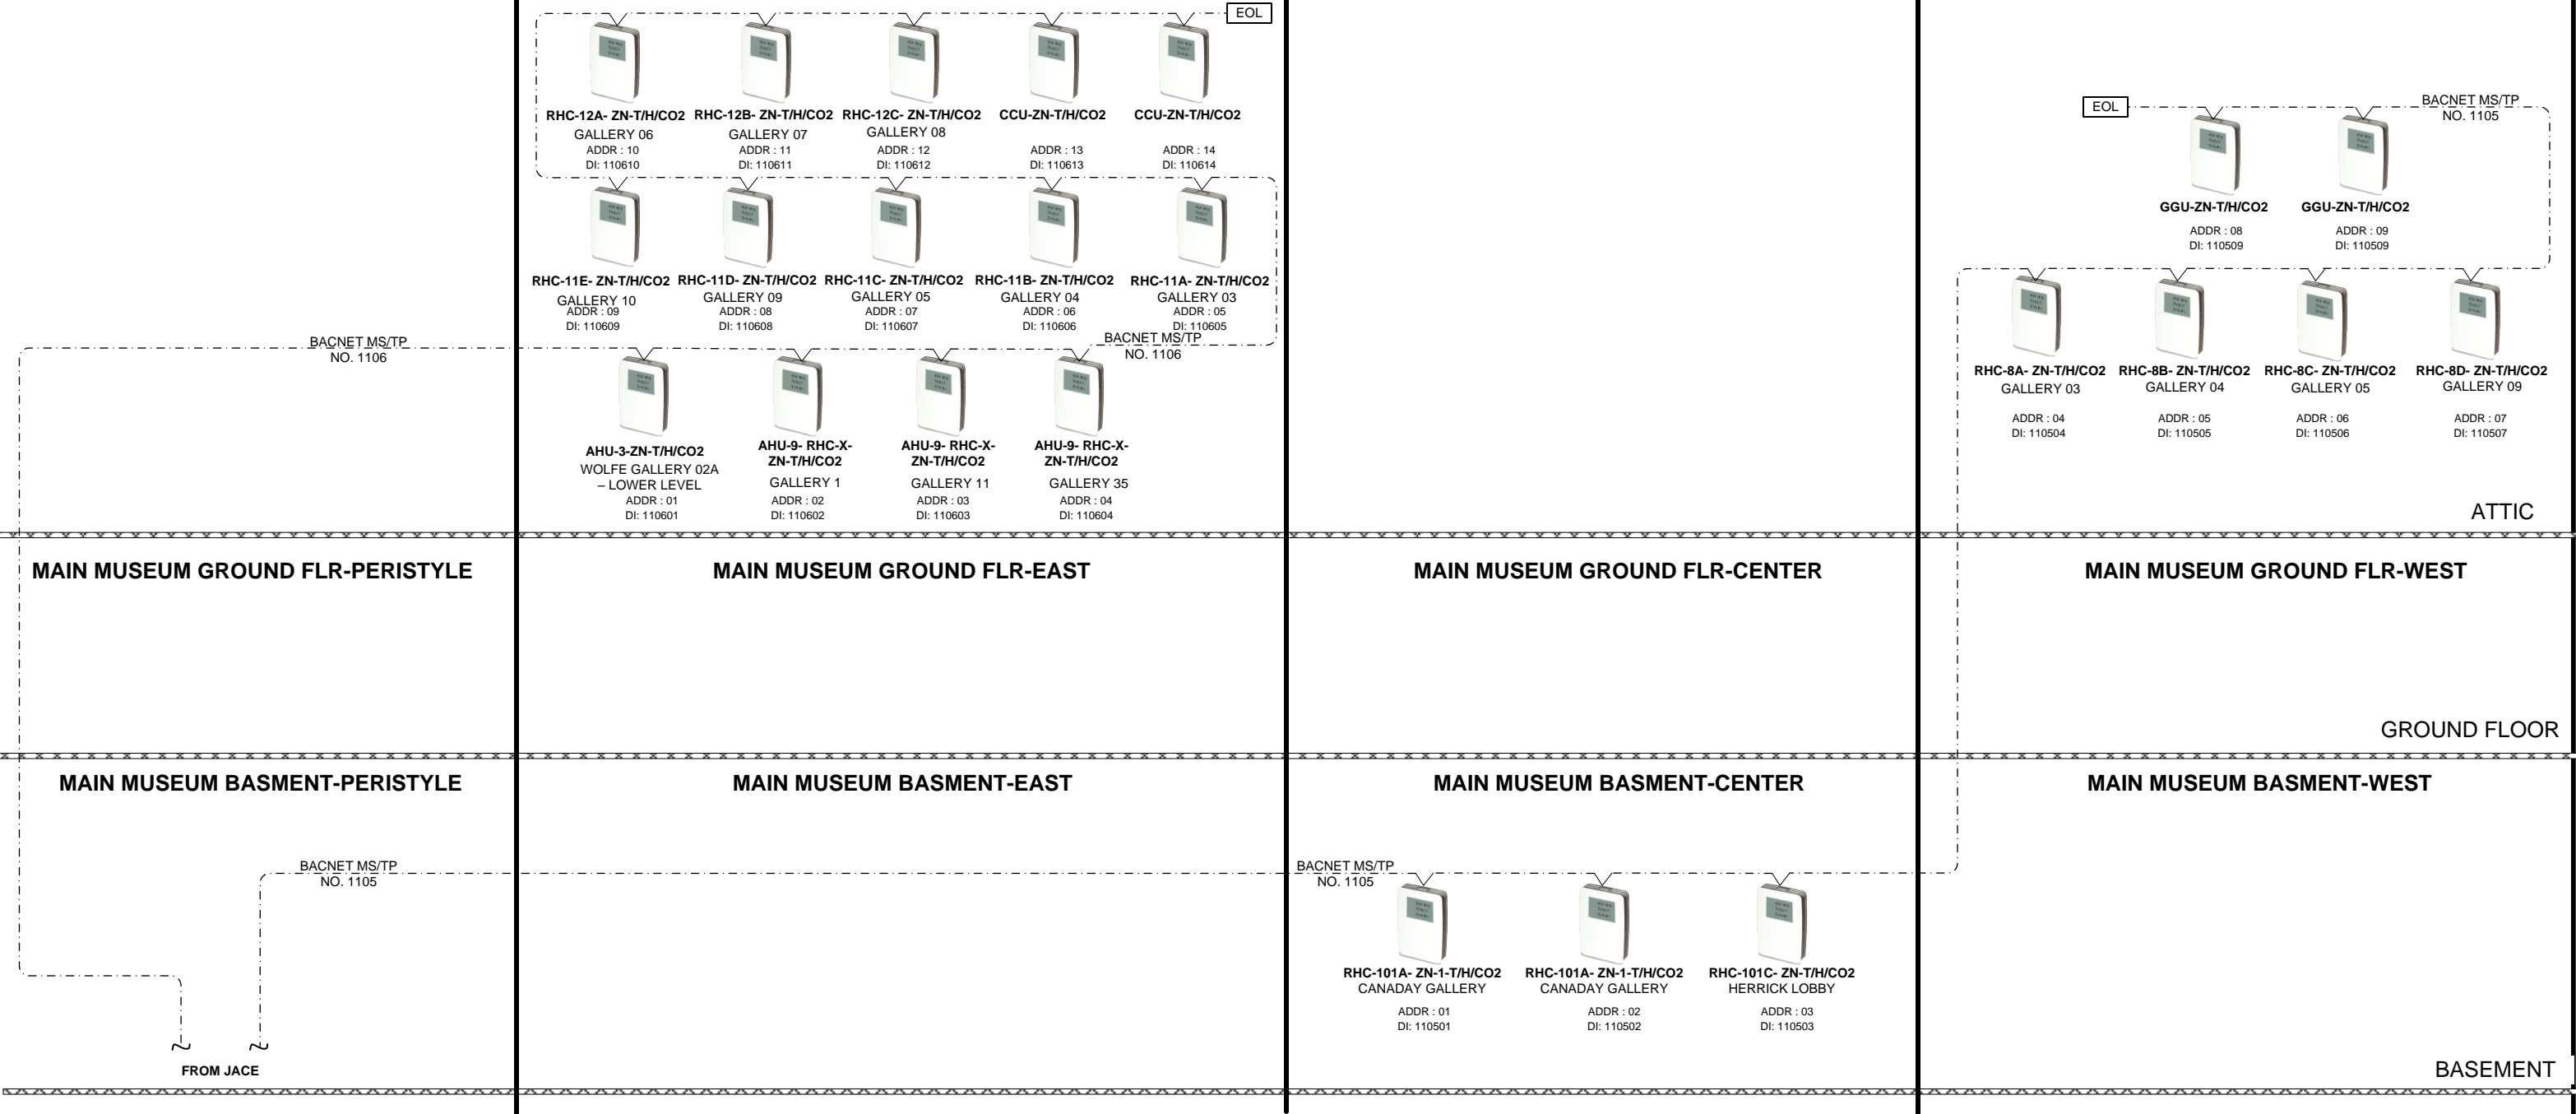 EOL
RHC-12A- ZN-T/H/CO2
GALLERY 06
ADDR : 10
DI: 110610
RHC-12B- ZN-T/H/CO2
GALLERY 07
ADDR : 11
DI: 110611
RHC-12C- ZN-T/H/CO2
GALLERY 08
ADDR : 12
DI: 110612
CCU-ZN-T/H/CO2
ADDR : 13
DI: 110613
CCU-ZN-T/H/CO2
ADDR : 14
DI: 110614
RHC-11E- ZN-T/H/CO2
GALLERY 10
ADDR : 09
DI: 110609
RHC-11D- ZN-T/H/CO2
GALLERY 09
ADDR : 08
DI: 110608
RHC-11C- ZN-T/H/CO2
GALLERY 05
ADDR : 07
DI: 110607
RHC-11B- ZN-T/H/CO2
GALLERY 04
ADDR : 06
DI: 110606
RHC-11A- ZN-T/H/CO2
GALLERY 03
ADDR : 05
DI: 110605
BACNET MS/TP
NO. 1106
BACNET MS/TP
NO. 1106
AHU-3-ZN-T/H/CO2
WOLFE GALLERY 02A
– LOWER LEVEL
ADDR : 01
DI: 110601
AHU-9- RHC-X-
ZN-T/H/CO2
GALLERY 1
ADDR : 02
DI: 110602
AHU-9- RHC-X-
ZN-T/H/CO2
GALLERY 11
ADDR : 03
DI: 110603
AHU-9- RHC-X-
ZN-T/H/CO2
GALLERY 35
ADDR : 04
DI: 110604
EOL
BACNET MS/TP
NO. 1105
GGU-ZN-T/H/CO2
ADDR : 08
DI: 110509
GGU-ZN-T/H/CO2
ADDR : 09
DI: 110509
RHC-8A- ZN-T/H/CO2
GALLERY 03
ADDR : 04
DI: 110504
RHC-8B- ZN-T/H/CO2
GALLERY 04
ADDR : 05
DI: 110505
RHC-8C- ZN-T/H/CO2
GALLERY 05
ADDR : 06
DI: 110506
RHC-8D- ZN-T/H/CO2
GALLERY 09
ADDR : 07
DI: 110507
ATTIC
MAIN MUSEUM GROUND FLR-PERISTYLE
MAIN MUSEUM GROUND FLR-EAST
MAIN MUSEUM GROUND FLR-CENTER
MAIN MUSEUM GROUND FLR-WEST
GROUND FLOOR
MAIN MUSEUM BASMENT-PERISTYLE
MAIN MUSEUM BASMENT-EAST
MAIN MUSEUM BASMENT-CENTER
MAIN MUSEUM BASMENT-WEST
BACNET MS/TP
NO. 1105
BACNET MS/TP
NO. 1105
RHC-101A- ZN-1-T/H/CO2
CANADAY GALLERY
ADDR : 01
DI: 110501
RHC-101A- ZN-1-T/H/CO2
CANADAY GALLERY
ADDR : 02
DI: 110502
RHC-101C- ZN-T/H/CO2
HERRICK LOBBY
ADDR : 03
DI: 110503
FROM JACE
BASEMENT